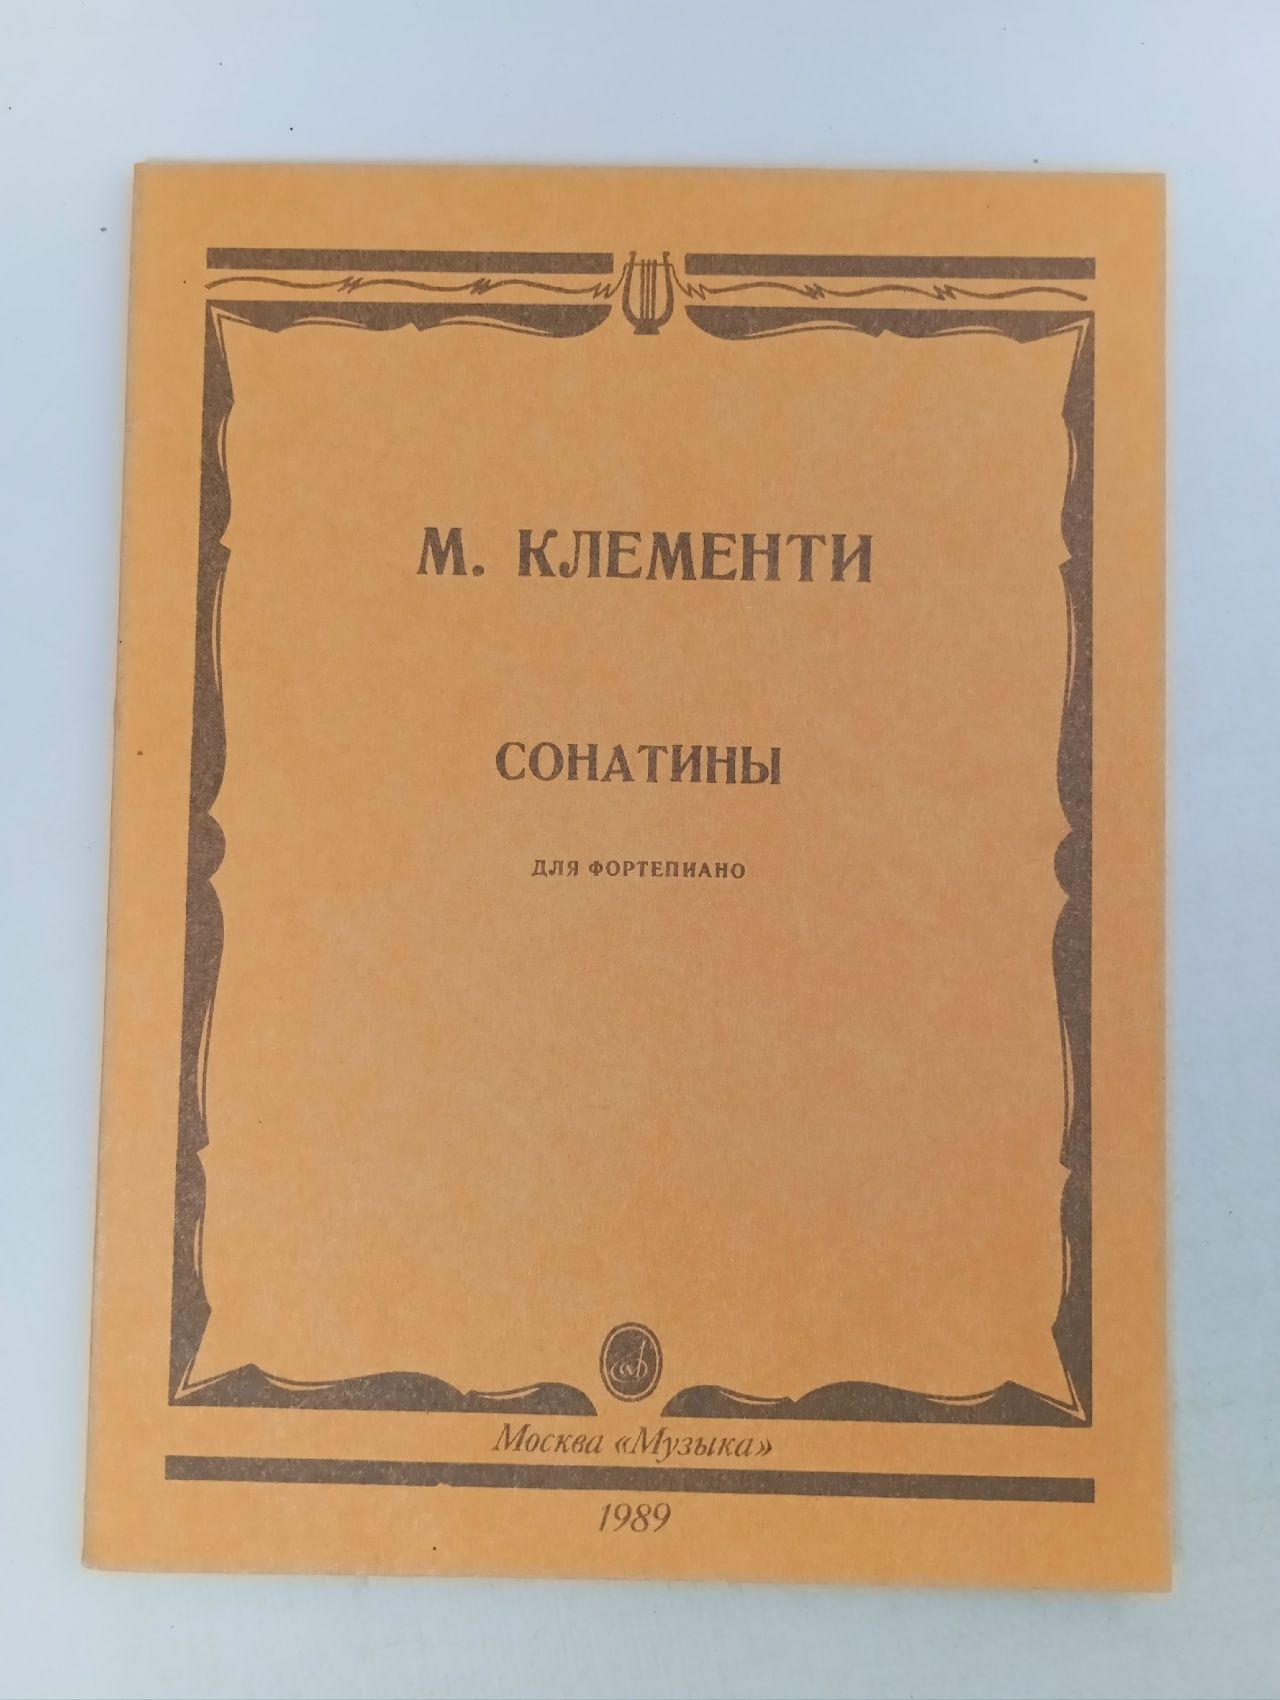 М. КЛЕМЕНТИ
СОНАТИНЫ
ДЛЯ ФОРТЕПИАНО
Москва «Музыка»
1989